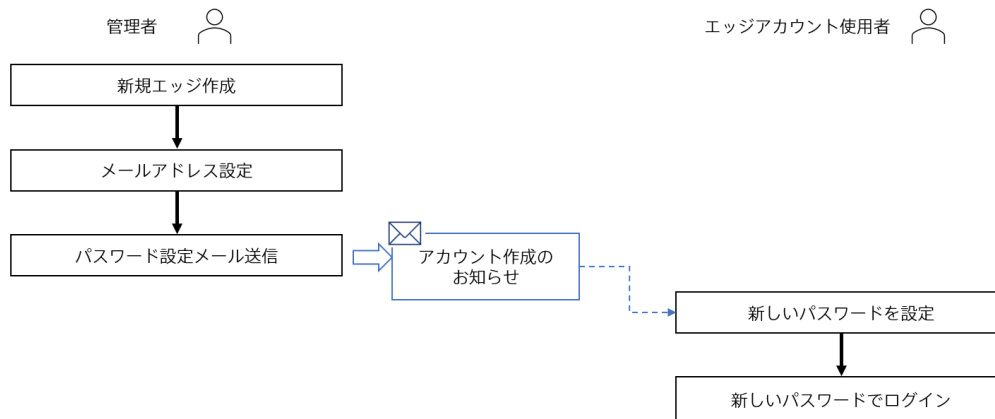 管理者
エッジアカウント使用者
新規エッジ作成
メールアドレス設定
パスワード設定メール送信
アカウント作成の
お知らせ
新しいパスワードを設定
新しいパスワードでログイン